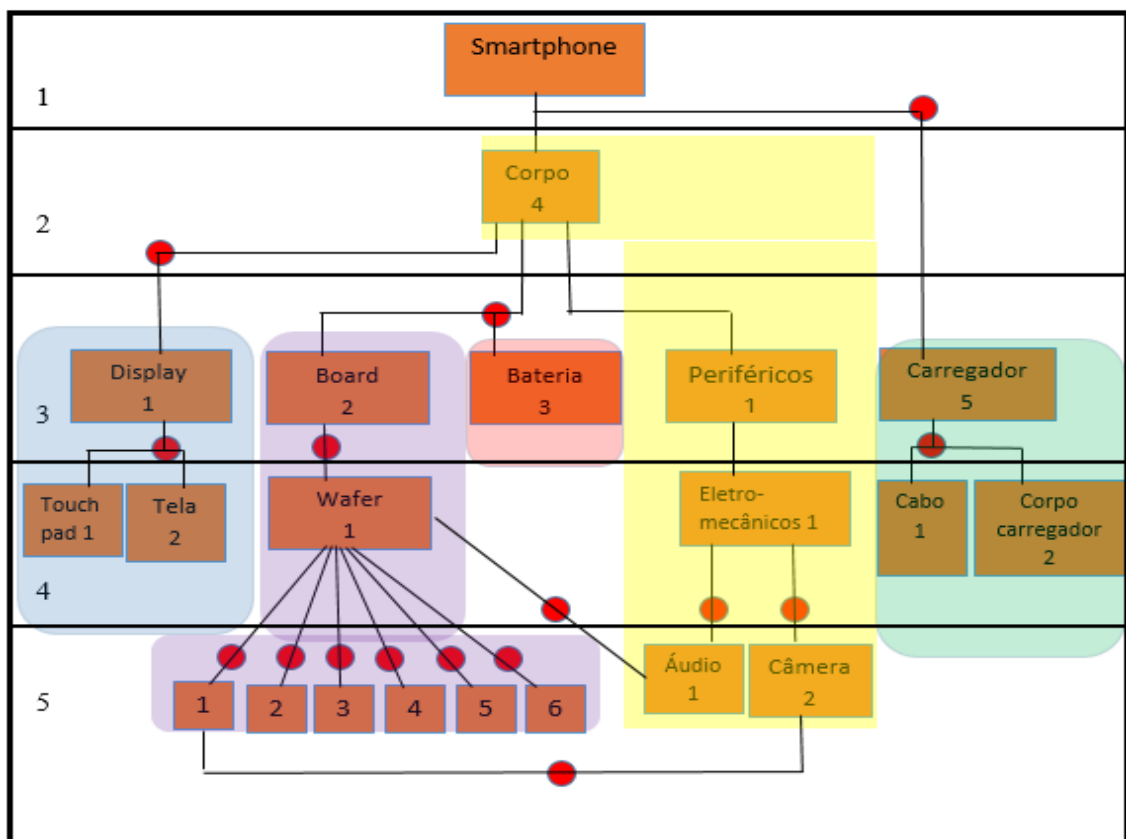 Smartphone
1
Corpo
4
2
Display
1
Board
2
Bateria
3
Periféricos
1
Carregador
5
3
Touch
pad 1
Tela
2
Wafer
1
Eletro-
mecânicos 1
Cabo
1
Corpo
carregador
2
4
1
2
3
4
5
6
Áudio
1
Câmera
2
5